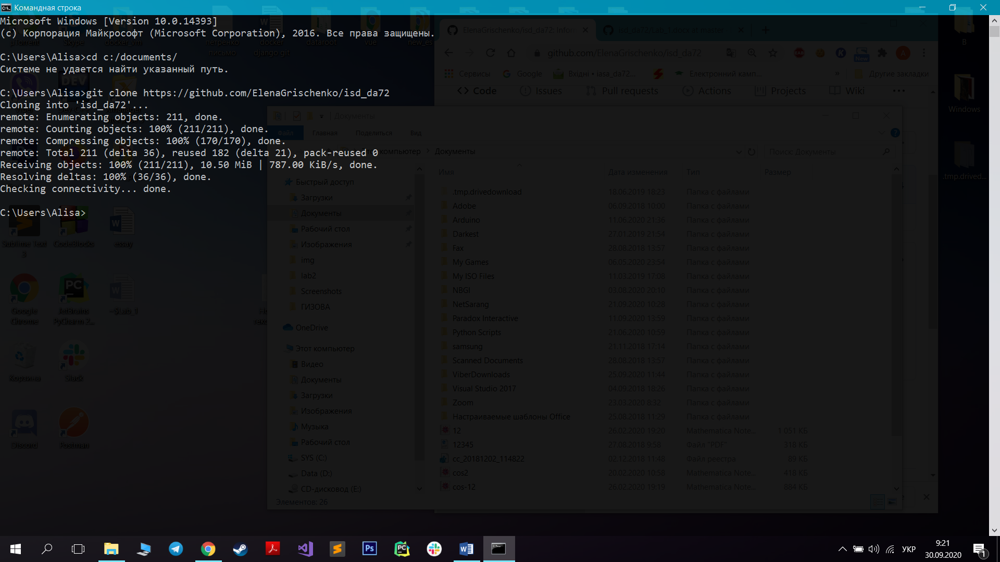 Командная строка
Microsoft Windows [Version 10.0.14393]
(c) Корпорация Майкрософт (Microsoft Corporation), 2016. Все права защищены.
C:\Users\Alisa>cd c:/documents/
Системе не удается найти указанный путь.
C:\Users\Alisa>git clone https://github.com/ElenaGrischenko/isd_da72
Cloning into 'isd_da72'...
remote: Enumerating objects: 211, done.
remote: Counting objects: 100% (211/211), done.
remote: Compressing objects: 100% (170/170), done.
remote: Total 211 (delta 36), reused 182 (delta 21), pack-reused 0
Receiving objects: 100% (211/211), 10.50 MiB | 787.00 KiB/s, done.
Resolving deltas: 100% (36/36), done.
Checking connectivity... done.
C:\Users\Alisa>
ElenaGrischenko/isd_da72: Infor
isd_da72/Lab_1.docx at master
github.com/ElenaGrischenko/isd_da72
New
A
Сервисы
Google
Вхідні • iasa_da72...
Електронний камп...
»
Другие закладки
Code
Issues
Pull requests
Actions
Projects
Wiki
Документы
Файл
Главная
Поделиться
Вид
компьютер
Документы
Поиск: Документы
Имя
Дата изменения
Тип
Размер
Быстрый доступ
Загрузки
Документы
Рабочий стол
Изображения
img
lab2
Screenshots
ГИЗОВА
OneDrive
Этот компьютер
Видео
Документы
Загрузки
Изображения
Музыка
Рабочий стол
SYS (C:)
Data (D:)
CD-дисковод (E:)
Элементов: 26
.tmp.drivedownload 18.06.2019 18:23 Папка с файлами
Adobe 06.09.2018 10:00 Папка с файлами
Arduino 11.06.2020 21:36 Папка с файлами
Darkest 27.01.2019 21:54 Папка с файлами
Fax 28.08.2018 13:57 Папка с файлами
My Games 06.05.2020 23:54 Папка с файлами
My ISO Files 11.03.2019 17:08 Папка с файлами
NBGI 03.08.2020 20:10 Папка с файлами
NetSarang 21.09.2020 10:28 Папка с файлами
Paradox Interactive 11.09.2020 13:59 Папка с файлами
Python Scripts 21.06.2020 10:59 Папка с файлами
samsung 21.11.2018 17:14 Папка с файлами
Scanned Documents 28.08.2018 13:57 Папка с файлами
ViberDownloads 25.09.2020 11:44 Папка с файлами
Visual Studio 2017 04.09.2018 18:26 Папка с файлами
Zoom 23.03.2020 8:32 Папка с файлами
Настраиваемые шаблоны Office 25.08.2018 11:29 Папка с файлами
12 26.02.2020 19:20 Mathematica Note... 1 051 КБ
12345 27.08.2018 9:58 Файл "PDF" 318 КБ
cc_20181202_114822 02.12.2018 11:48 Файл реестра 89 КБ
cos2 20.02.2020 10:58 Mathematica Note... 418 КБ
cos-12 26.02.2020 19:19 Mathematica Note... 884 КБ
µTorrent
Skype
docker_vm
петренко
письмо
docker
django git
dataroot
vue
new_es
DEV
Sublime Text
3
CodeBlocks
essay
Google
Chrome
JetBrains
PyCharm 2...
~$Lab_1
Корзина
Slack
Discord
Postman
B
Windows
.tmp.drived...
УКР
9:21
30.09.2020
1